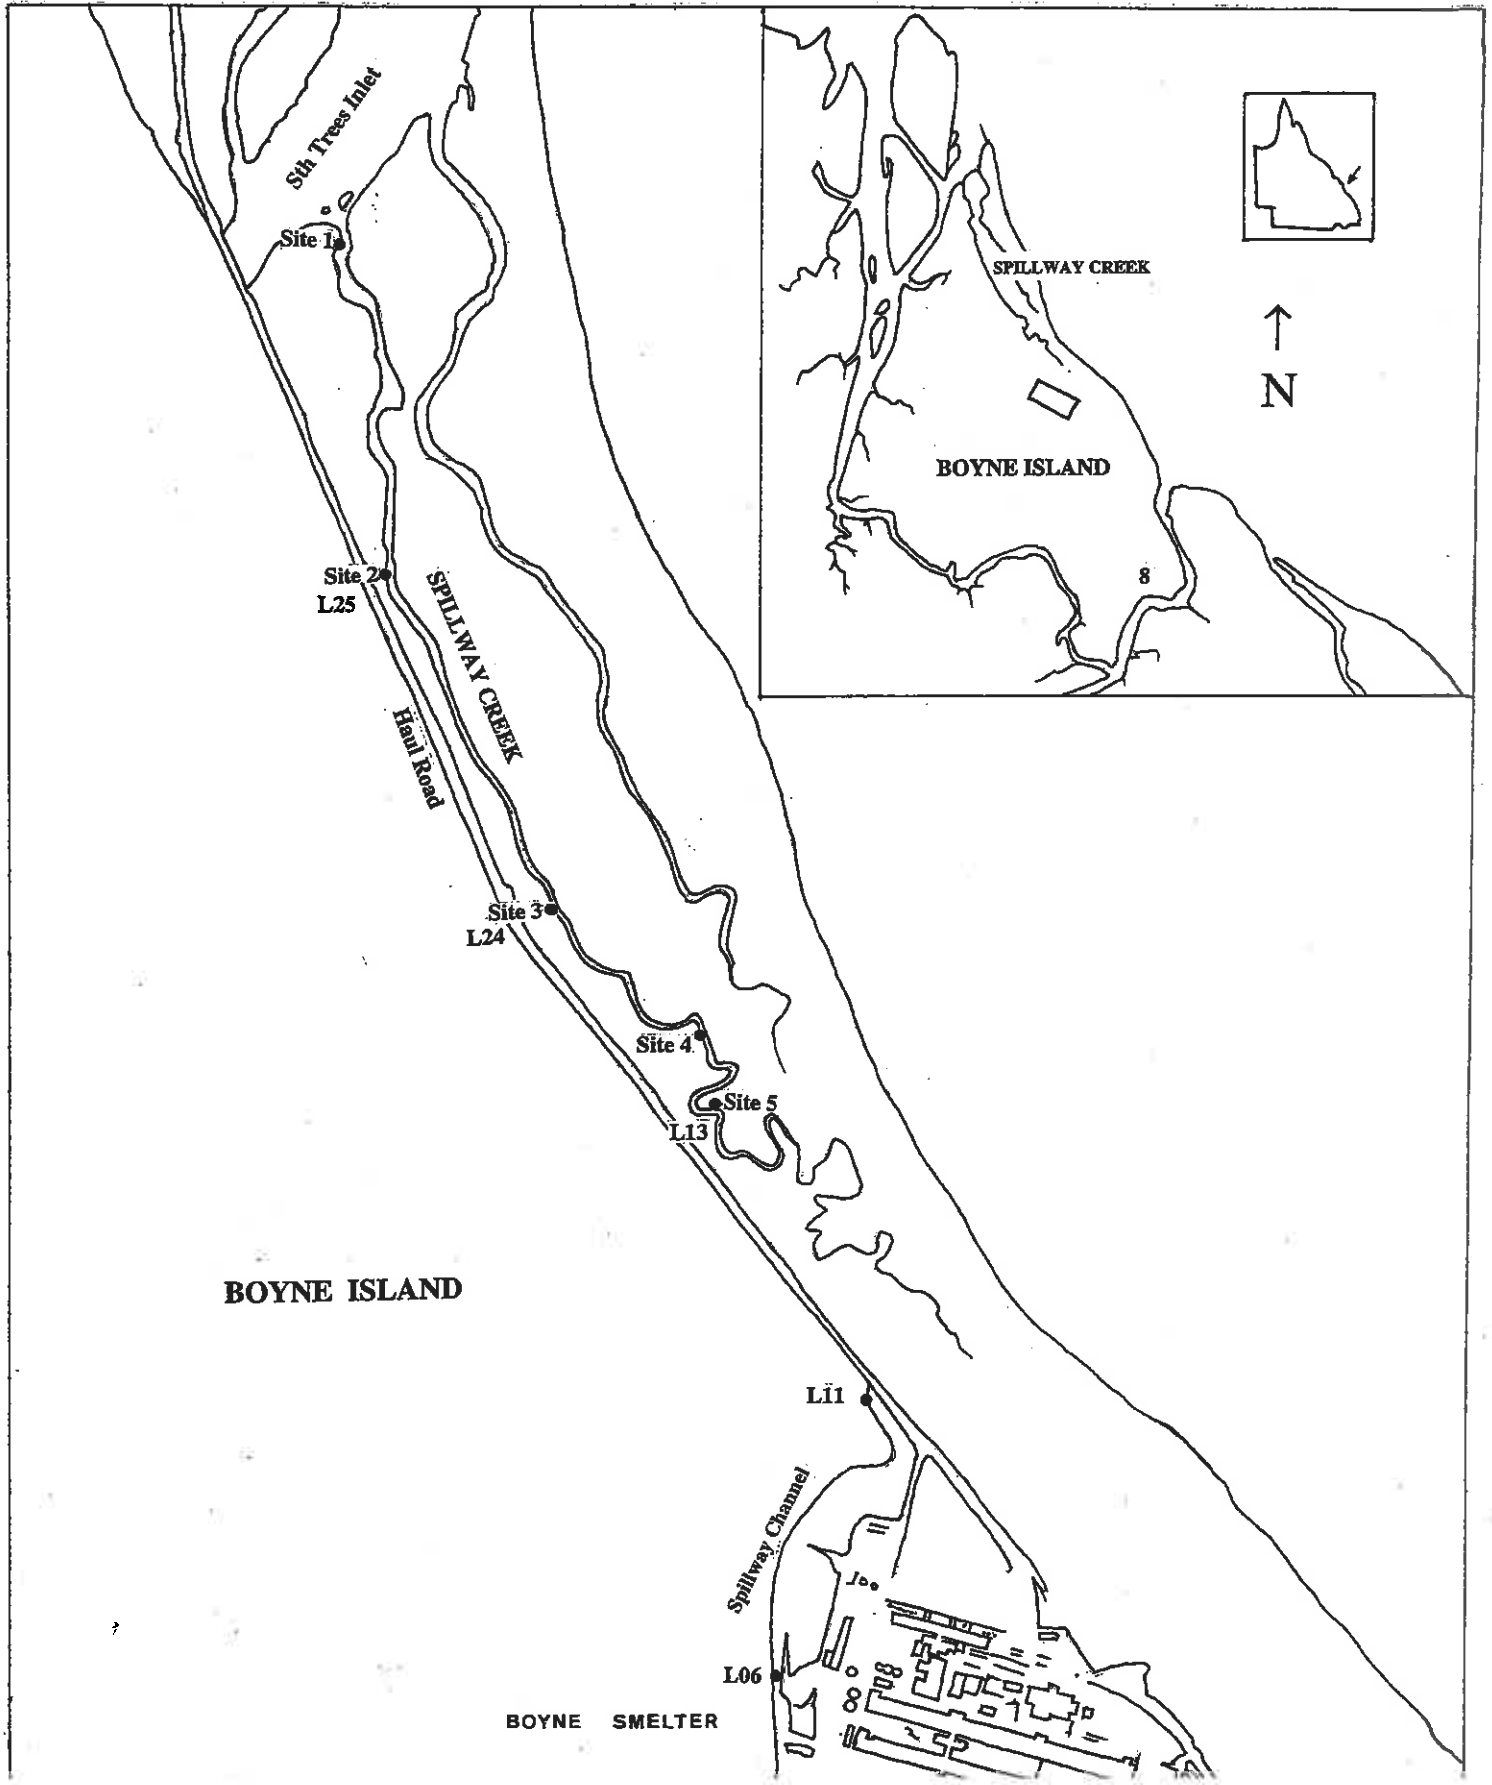 Sth Trees Inlet
Site 1
SPILLWAY CREEK
N
BOYNE ISLAND
8
Site 2
L25
SPILLWAY CREEK
Haul Road
Site 3
L24
Site 4
Site 5
L13
BOYNE ISLAND
L11
Spillway Channel
L06
BOYNE SMELTER